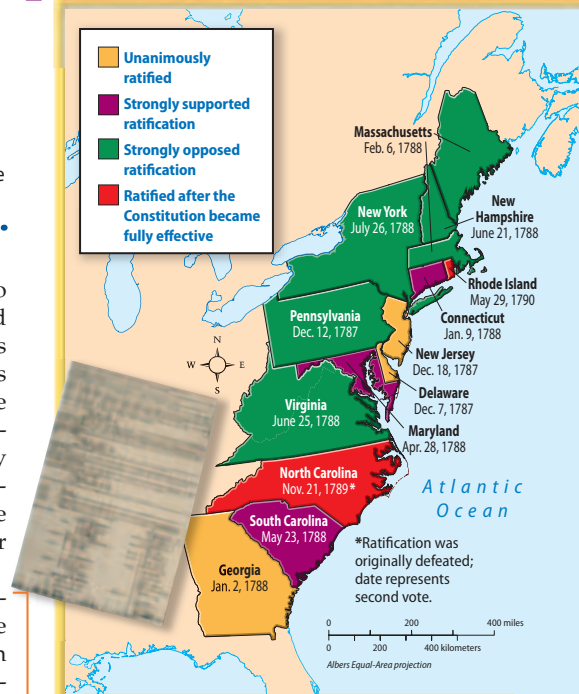 Unanimously
ratified
Strongly supported
ratification
Strongly opposed
ratification
Ratified after the
Constitution became
fully effective
Massachusetts
Feb. 6, 1788
New York
July 26, 1788
New
Hampshire
June 21, 1788
Rhode Island
May 29, 1790
Connecticut
Jan. 9, 1788
Pennsylvania
Dec. 12, 1787
New Jersey
Dec. 18, 1787
Delaware
Dec. 7, 1787
Maryland
Apr. 28, 1788
N
W
E
S
Virginia
June 25, 1788
North Carolina
Nov. 21, 1789*
South Carolina
May 23, 1788
Georgia
Jan. 2, 1788
Atlantic
Ocean
*Ratification was
originally defeated;
date represents
second vote.
0 200 400 miles
0 200 400 kilometers
Albers Equal-Area projection